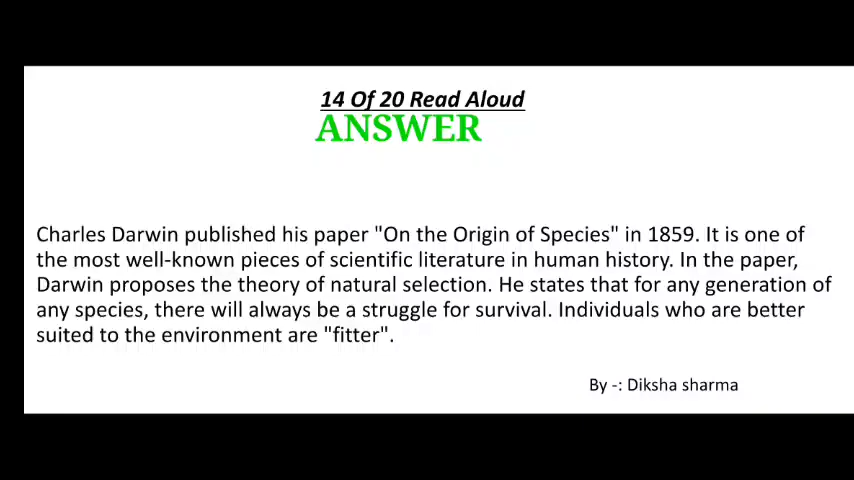 14 Of 20 Read Aloud
ANSWER
Charles Darwin published his paper "On the Origin of Species" in 1859. It is one of
the most well-known pieces of scientific literature in human history. In the paper,
Darwin proposes the theory of natural selection. He states that for any generation of
any species, there will always be a struggle for survival. Individuals who are better
suited to the environment are "fitter".
By -: Diksha sharma